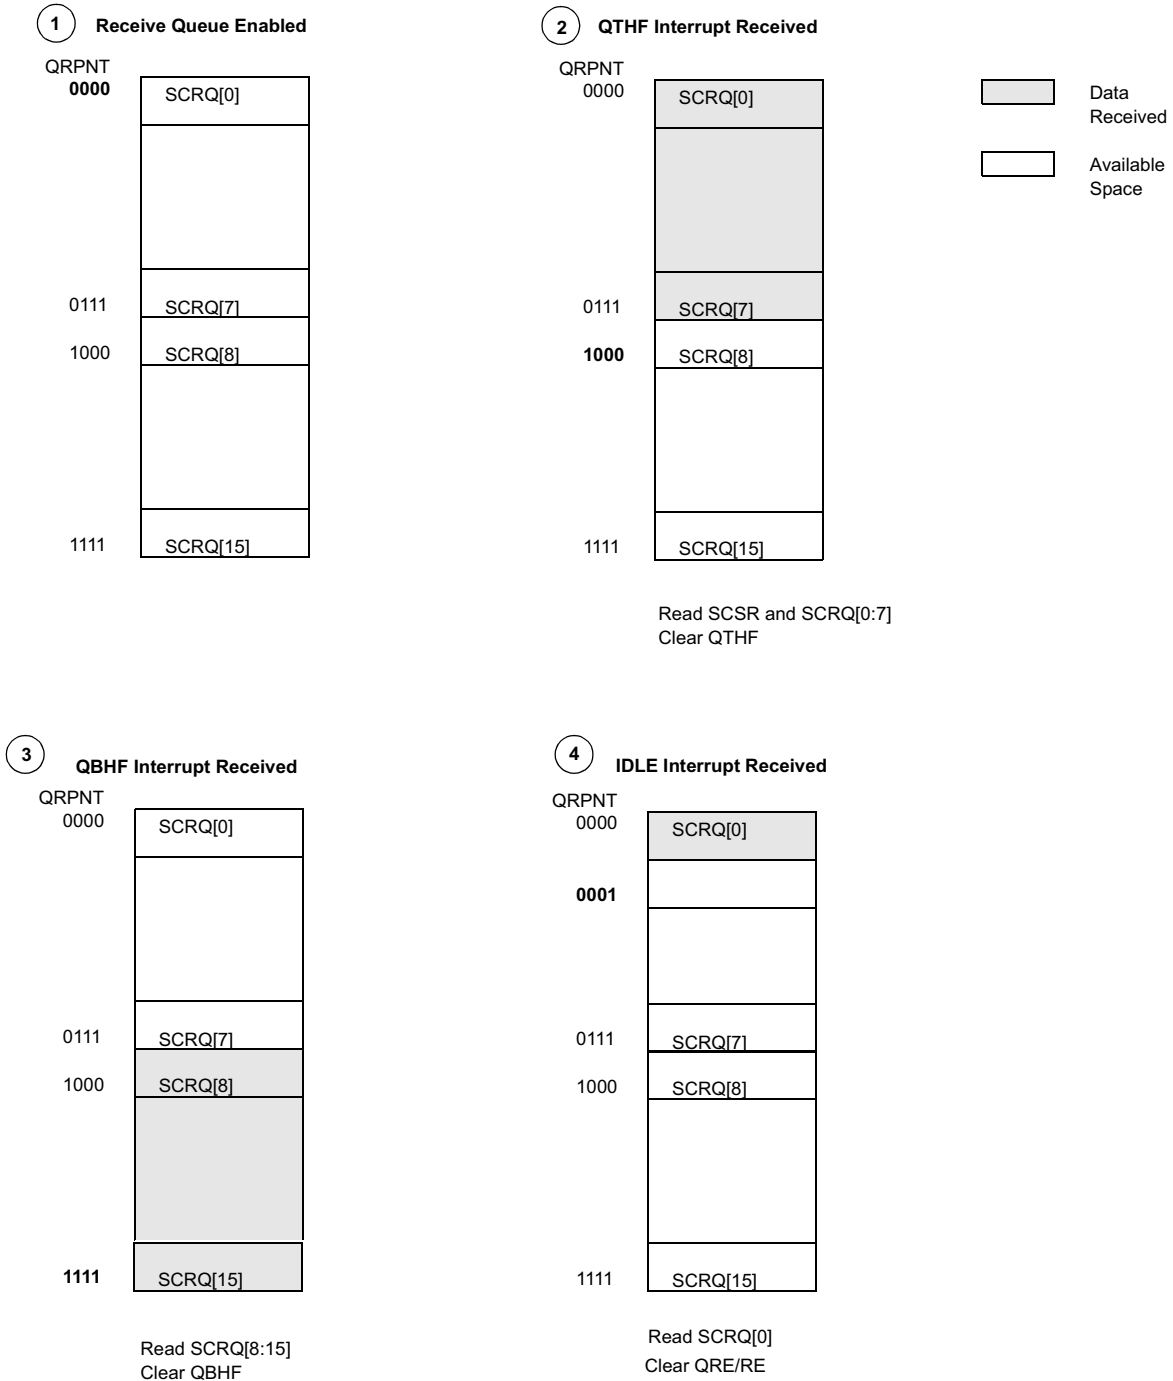 1 Receive Queue Enabled
QRPNT
0000 SCRQ[0]
0111 SCRQ[7]
1000 SCRQ[8]
1111 SCRQ[15]
2 QTHF Interrupt Received
QRPNT
0000 SCRQ[0]
0111 SCRQ[7]
1000 SCRQ[8]
1111 SCRQ[15]
Read SCSR and SCRQ[0:7]
Clear QTHF
Data
Received
Available
Space
3 QBHF Interrupt Received
QRPNT
0000 SCRQ[0]
0111 SCRQ[7]
1000 SCRQ[8]
1111 SCRQ[15]
Read SCRQ[8:15]
Clear QBHF
4 IDLE Interrupt Received
QRPNT
0000 SCRQ[0]
0001
0111 SCRQ[7]
1000 SCRQ[8]
1111 SCRQ[15]
Read SCRQ[0]
Clear QRE/RE